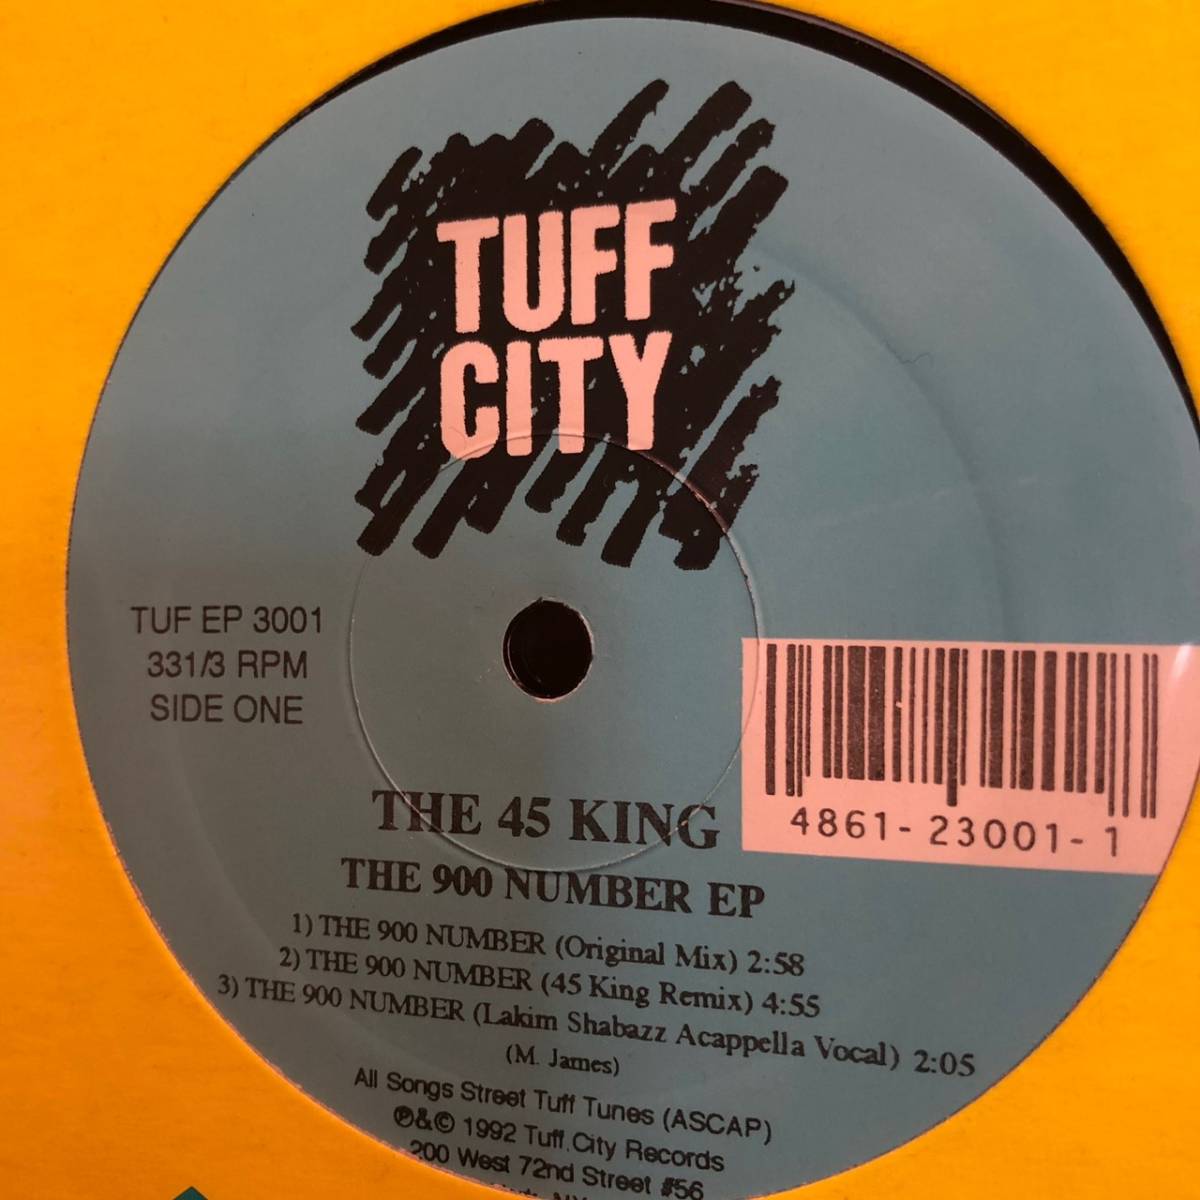 TUFF
CITY
TUF EP 3001
331/3 RPM
SIDE ONE
4861-23001-1
THE 45 KING
THE 900 NUMBER EP
1) THE 900 NUMBER (Original Mix) 2:58
2) THE 900 NUMBER (45 King Remix) 4:55
3) THE 900 NUMBER (Lakim Shabazz Acappella Vocal) 2:05
(M. James)
All Songs Street Tuff Tunes (ASCAP)
℗&© 1992 Tuff City Records
200 West 72nd Street #56